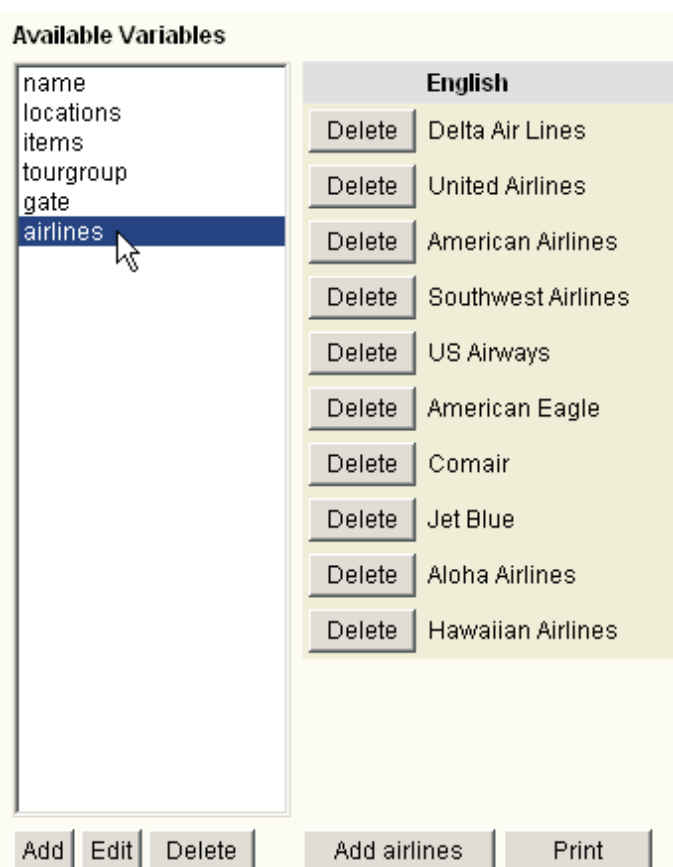 Available Variables
name
locations
items
tourgroup
gate
airlines
English
Delete Delta Air Lines
Delete United Airlines
Delete American Airlines
Delete Southwest Airlines
Delete US Airways
Delete American Eagle
Delete Comair
Delete Jet Blue
Delete Aloha Airlines
Delete Hawaiian Airlines
Add Edit Delete Add airlines Print